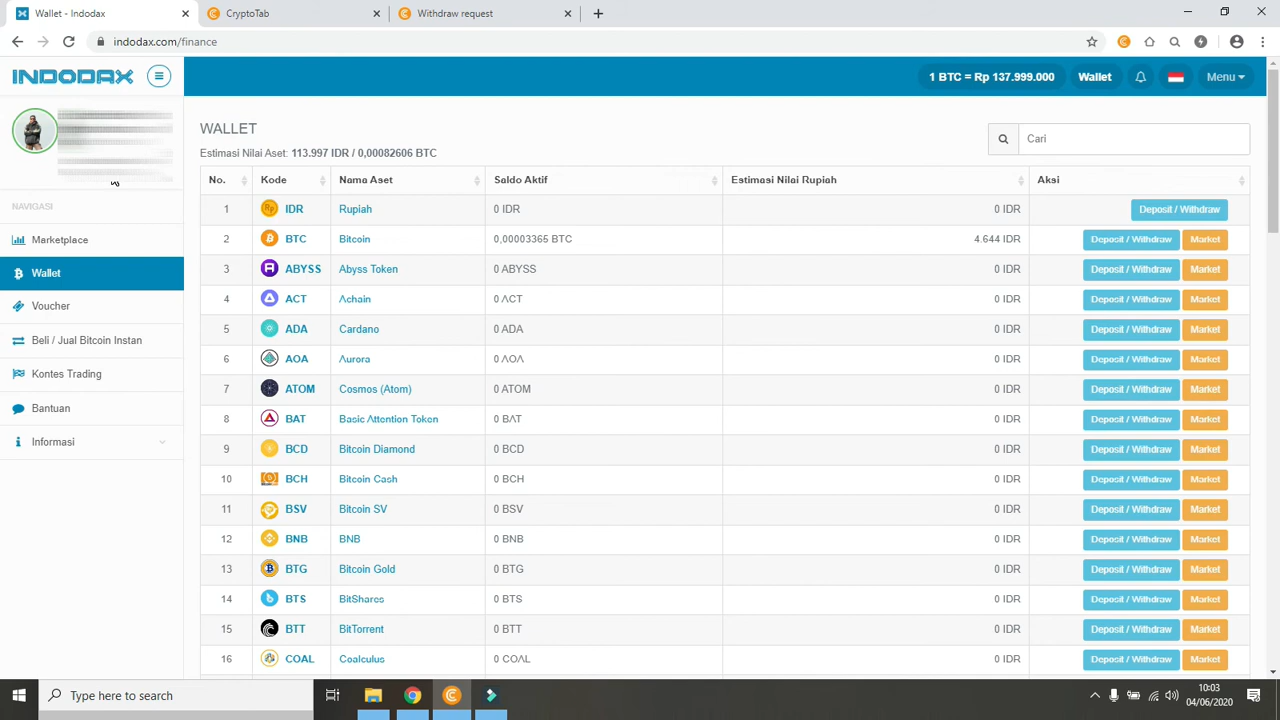 Wallet - Indodax
CryptoTab
Withdraw request
indodax.com/finance
INDODAX
1 BTC = Rp 137.999.000
Wallet
Menu
WALLET
Cari
Estimasi Nilai Aset: 113.997 IDR / 0,00082606 BTC
No. Kode Nama Aset Saldo Aktif Estimasi Nilai Rupiah Aksi
1 IDR Rupiah 0 IDR 0 IDR Deposit / Withdraw
2 BTC Bitcoin 0,00003365 BTC 4.644 IDR Deposit / Withdraw Market
3 ABYSS Abyss Token 0 ABYSS 0 IDR Deposit / Withdraw Market
4 ACT Achain 0 ACT 0 IDR Deposit / Withdraw Market
5 ADA Cardano 0 ADA 0 IDR Deposit / Withdraw Market
6 AOA Aurora 0 AOA 0 IDR Deposit / Withdraw Market
7 ATOM Cosmos (Atom) 0 ATOM 0 IDR Deposit / Withdraw Market
8 BAT Basic Attention Token 0 BAT 0 IDR Deposit / Withdraw Market
9 BCD Bitcoin Diamond 0 BCD 0 IDR Deposit / Withdraw Market
10 BCH Bitcoin Cash 0 BCH 0 IDR Deposit / Withdraw Market
11 BSV Bitcoin SV 0 BSV 0 IDR Deposit / Withdraw Market
12 BNB BNB 0 BNB 0 IDR Deposit / Withdraw Market
13 BTG Bitcoin Gold 0 BTG 0 IDR Deposit / Withdraw Market
14 BTS BitShares 0 BTS 0 IDR Deposit / Withdraw Market
15 BTT BitTorrent 0 BTT 0 IDR Deposit / Withdraw Market
16 COAL Coalculus 0 COAL 0 IDR Deposit / Withdraw Market
NAVIGASI
Marketplace
Wallet
Voucher
Beli / Jual Bitcoin Instan
Kontes Trading
Bantuan
Informasi
Type here to search
10:03
04/06/2020